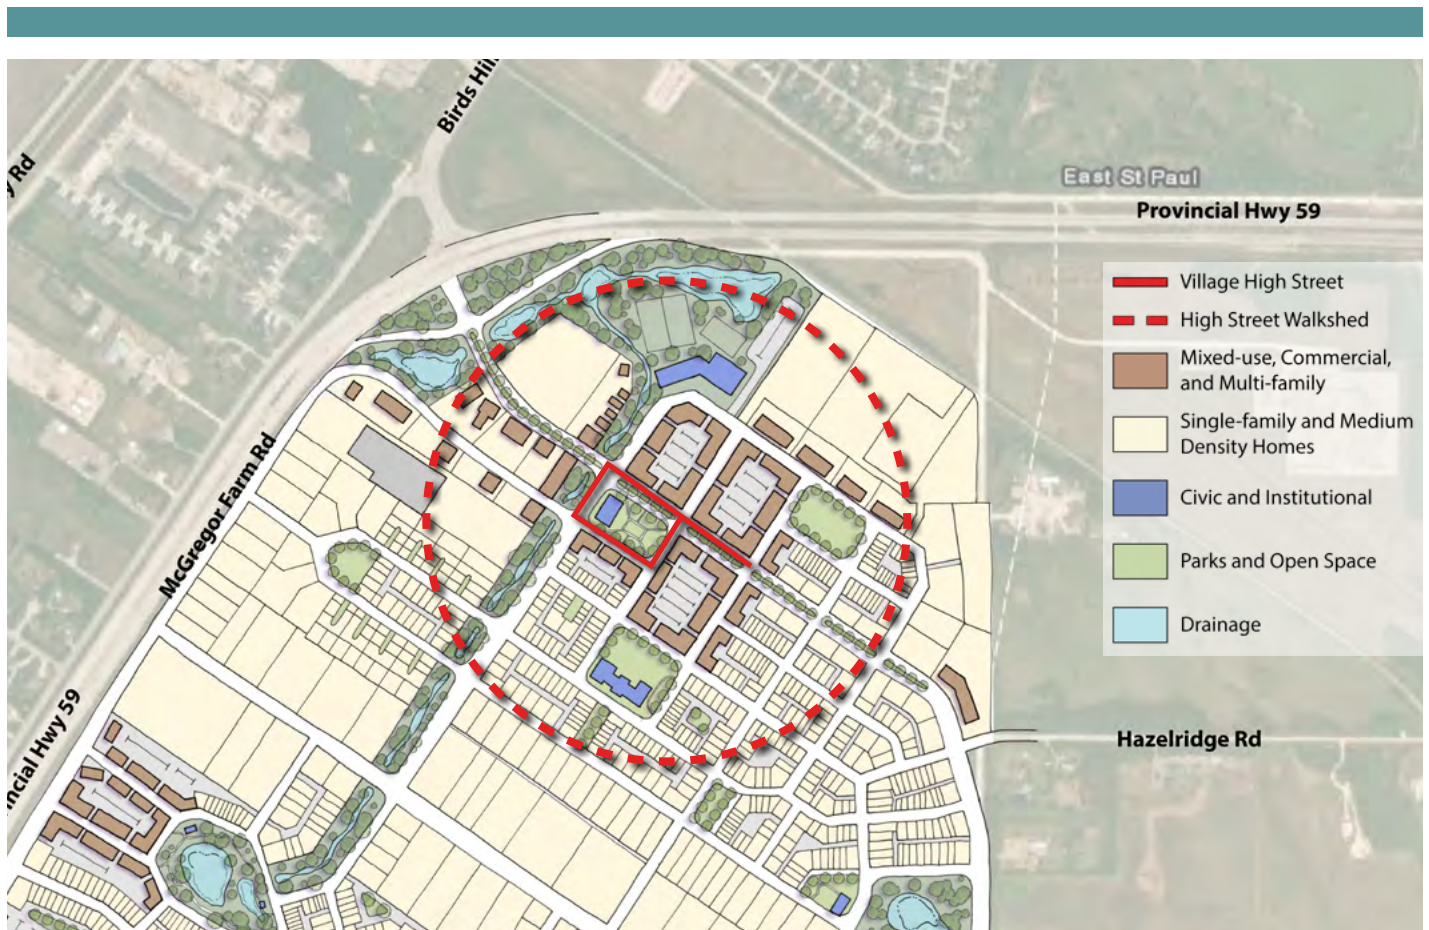 Birds Hil
y Rd
East St Paul
Provincial Hwy 59
Village High Street
High Street Walkshed
Mixed-use, Commercial,
and Multi-family
Single-family and Medium
Density Homes
Civic and Institutional
Parks and Open Space
Drainage
McGregor Farm Rd
Hazelridge Rd
ncial Hwy 59